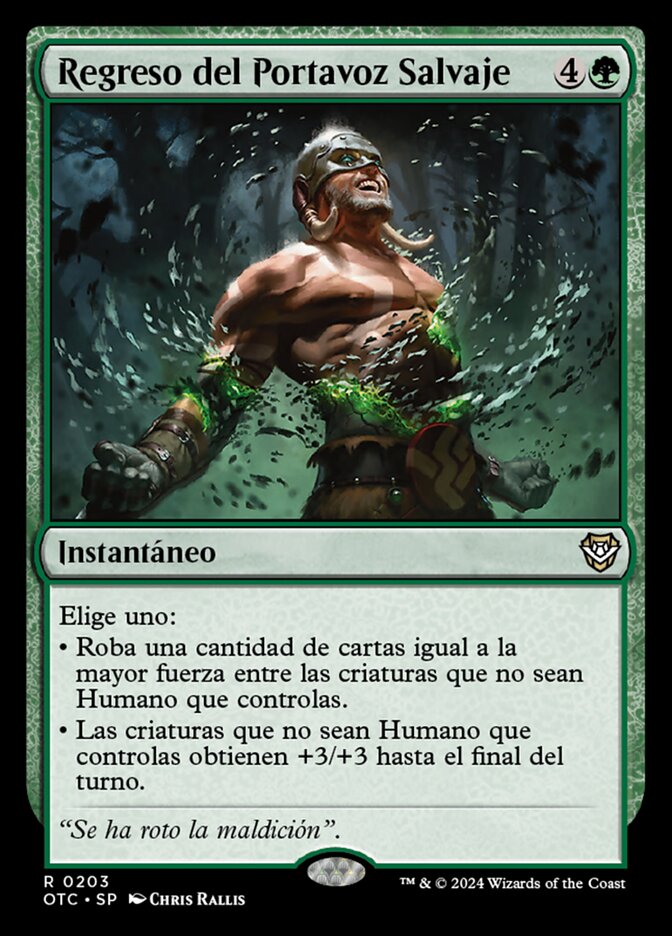 Regreso del Portavoz Salvaje 4
Instantáneo
Elige uno:
• Roba una cantidad de cartas igual a la
mayor fuerza entre las criaturas que no sean
Humano que controlas.
• Las criaturas que no sean Humano que
controlas obtienen +3/+3 hasta el final del
turno.
“Se ha roto la maldición”.
R 0203
OTC • SP Chris Rallis
™ & © 2024 Wizards of the Coast